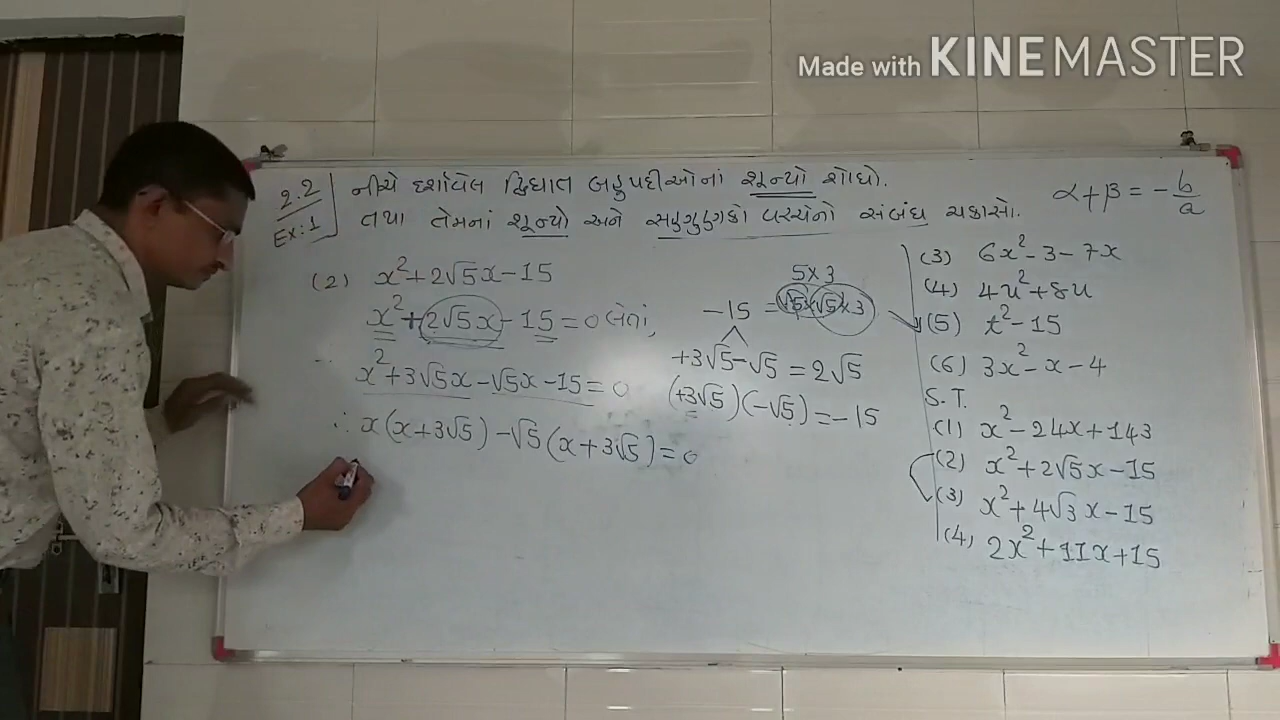 Made with KINEMASTER
2.2 નીચે દર્શાવેલ દ્વિઘાત બહુપદીઓનાં શૂન્યો શોધો.
Ex:1 તથા તેમનાં શૂન્યો અને સહગુણકો વચ્ચેનો સંબંધ ચકાસો.
α+β = -b/a
(2) x²+2√5x-15
x²+2√5x-15=0 લેતાં,
∴ x²+3√5x-√5x-15=0
∴ x(x+3√5)-√5(x+3√5)=0
5×3
-15 = √5×√5×3
+3√5-√5=2√5
(+3√5)(-√5)=-15
(3) 6x²-3-7x
(4) 4u²+8u
(5) t²-15
(6) 3x²-x-4
S.T.
(1) x²-24x+143
(2) x²+2√5x-15
(3) x²+4√3x-15
(4) 2x²+11x+15